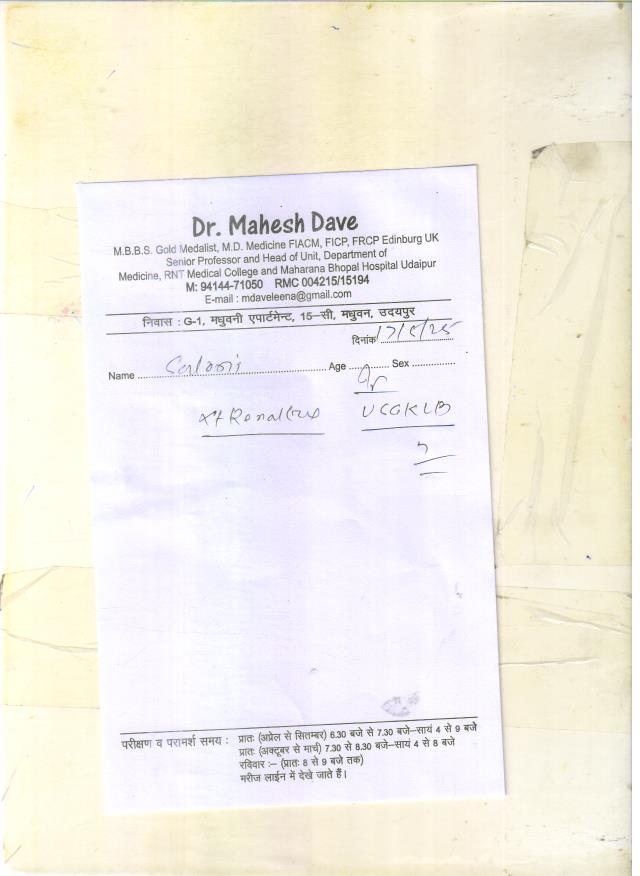 Dr. Mahesh Dave
M.B.B.S. Gold Medalist, M.D. Medicine FIACM, FICP, FRCP Edinburg UK
Senior Professor and Head of Unit, Department of
Medicine, RNT Medical College and Maharana Bhopal Hospital Udaipur
M: 94144-71050 RMC 004215/15194
E-mail : mdaveleena@gmail.com
निवास : G-1, मधुवनी एपार्टमेन्ट, 15–सी, मधुवन, उदयपुर
दिनांक
Name Age Sex
परीक्षण व परामर्श समय : प्रातः (अप्रेल से सितम्बर) 6.30 बजे से 7.30 बजे–सायं 4 से 9 बजे
प्रातः (अक्टूबर से मार्च) 7.30 से 8.30 बजे–सायं 4 से 8 बजे
रविवार :– (प्रातः 8 से 9 बजे तक)
मरीज लाईन में देखे जाते हैं।